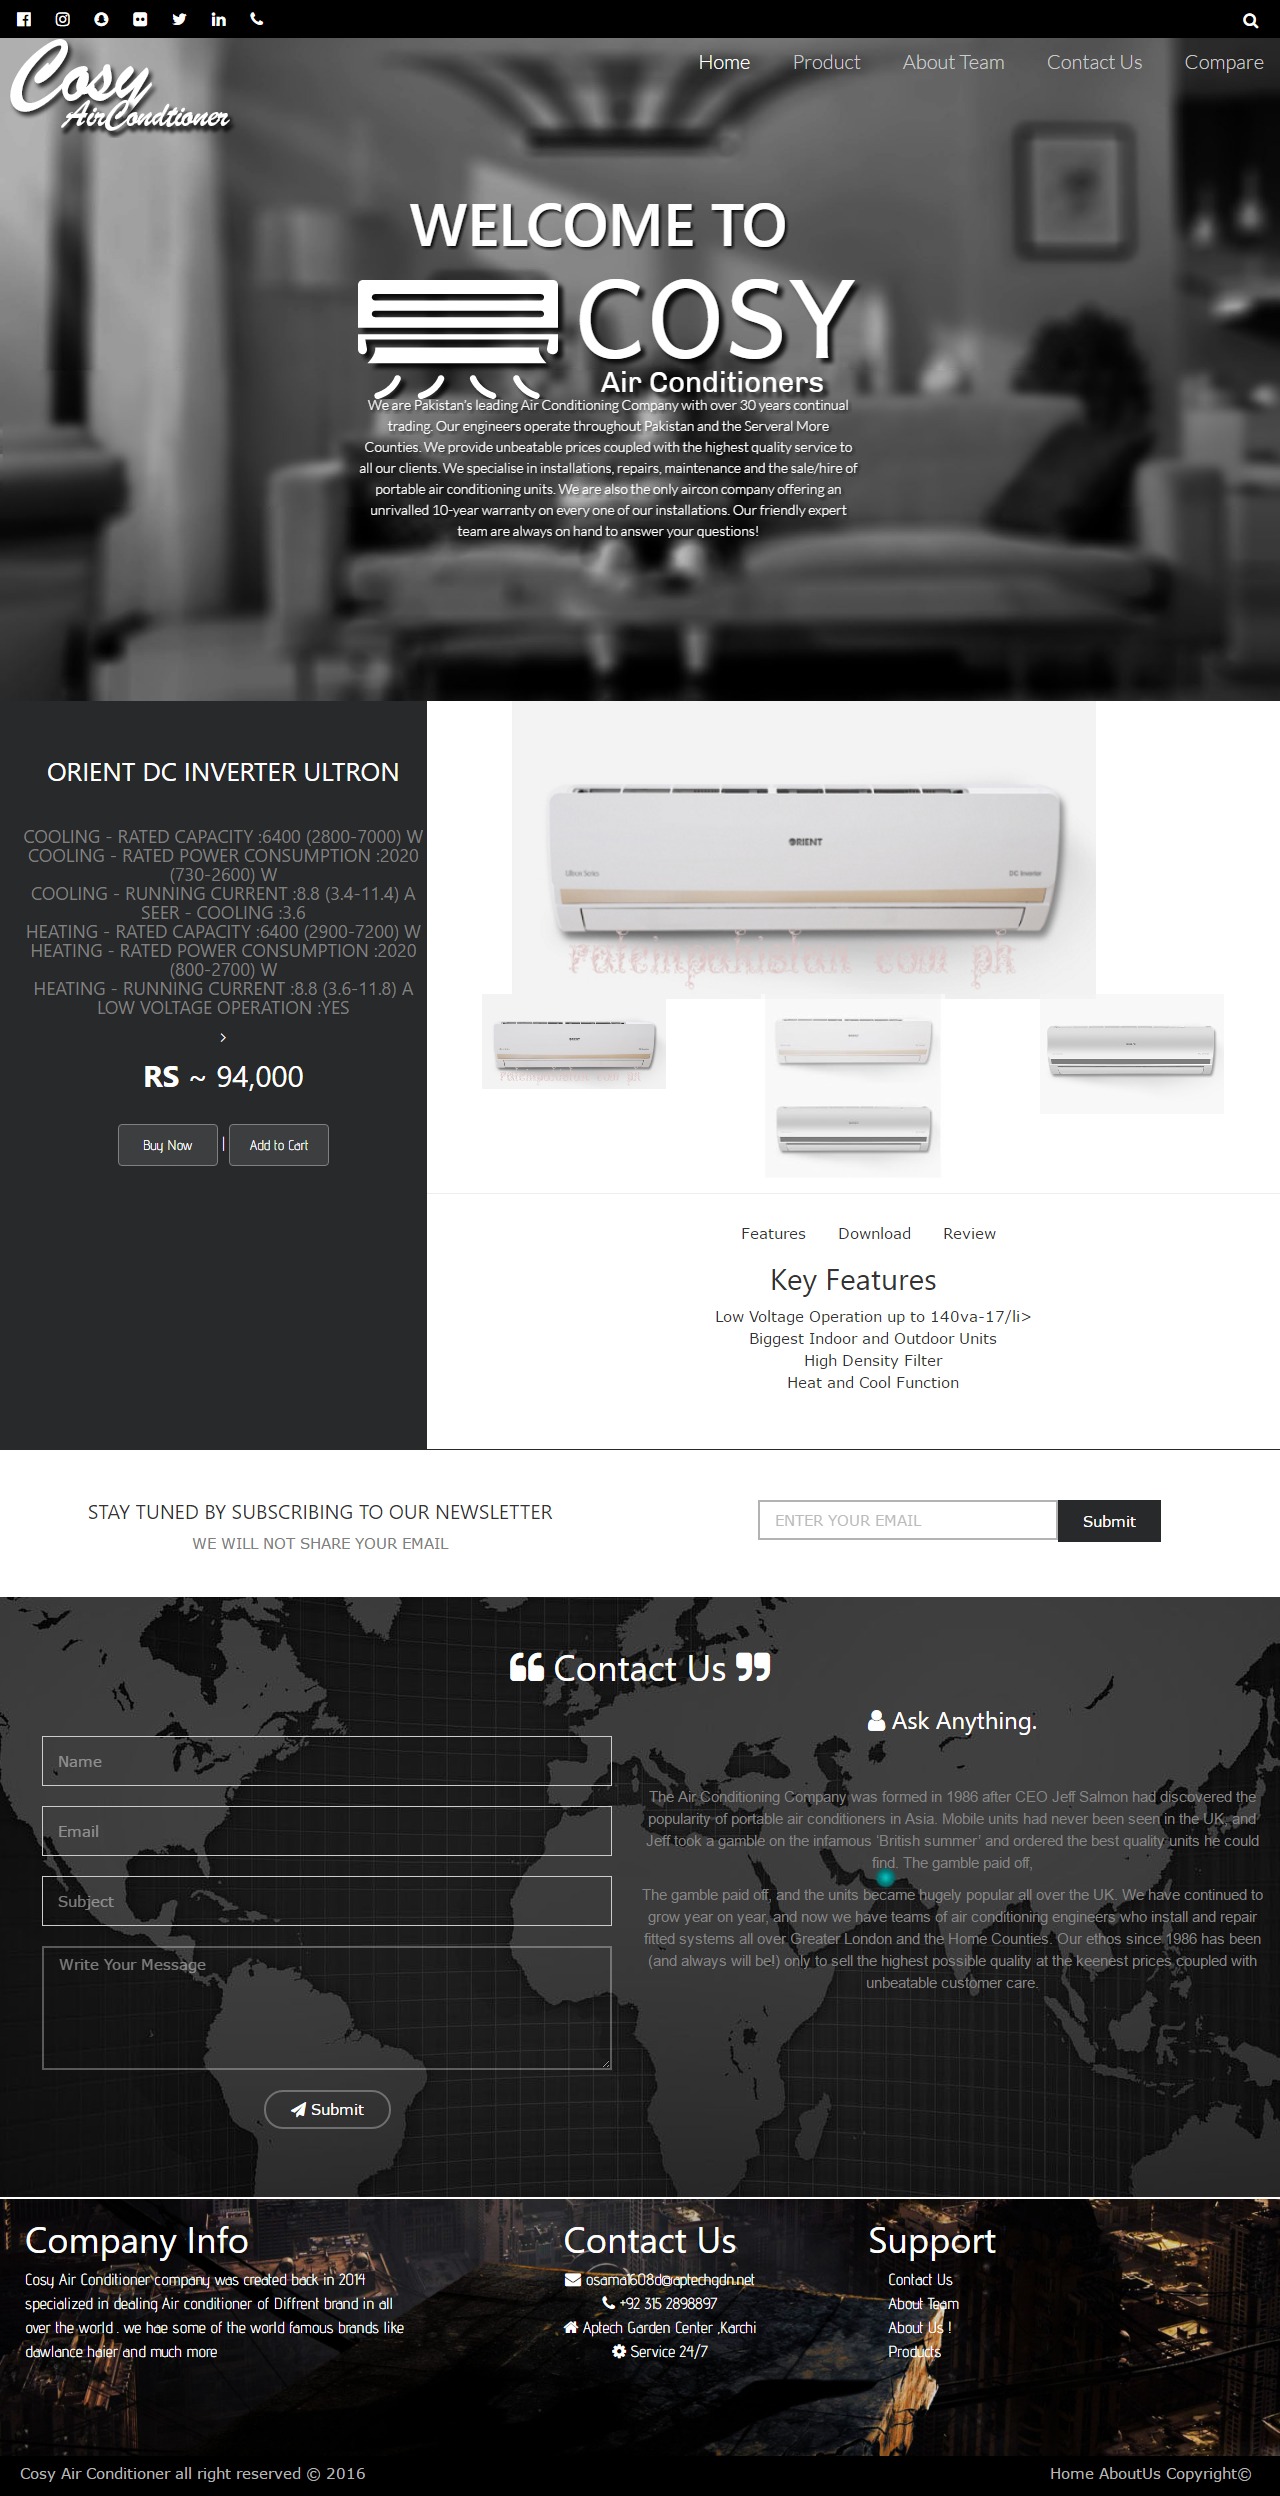 Home Product About Team Contact Us Compare
Cosy
AirCondtioner
WELCOME TO
COSY
Air Conditioners
We are Pakistan's leading Air Conditioning Company with over 30 years continual
trading. Our engineers operate throughout Pakistan and the Serveral More
Counties. We provide unbeatable prices coupled with the highest quality service to
all our clients. We specialise in installations, repairs, maintenance and the sale/hire of
portable air conditioning units. We are also the only aircon company offering an
unrivalled 10-year warranty on every one of our installations. Our friendly expert
team are always on hand to answer your questions!
ORIENT DC INVERTER ULTRON
COOLING - RATED CAPACITY :6400 (2800-7000) W
COOLING - RATED POWER CONSUMPTION :2020
(730-2600) W
COOLING - RUNNING CURRENT :8.8 (3.4-11.4) A
SEER - COOLING :3.6
HEATING - RATED CAPACITY :6400 (2900-7200) W
HEATING - RATED POWER CONSUMPTION :2020
(800-2700) W
HEATING - RUNNING CURRENT :8.8 (3.6-11.8) A
LOW VOLTAGE OPERATION :YES
>
RS ~ 94,000
Buy Now | Add to Cart
ORIENT
Ultron Series
DC Inverter
Features Download Review
Key Features
Low Voltage Operation up to 140va-17/li>
Biggest Indoor and Outdoor Units
High Density Filter
Heat and Cool Function
STAY TUNED BY SUBSCRIBING TO OUR NEWSLETTER
WE WILL NOT SHARE YOUR EMAIL
ENTER YOUR EMAIL
Submit
Contact Us
Name
Email
Subject
Write Your Message
Submit
Ask Anything.
The Air Conditioning Company was formed in 1986 after CEO Jeff Salmon had discovered the
popularity of portable air conditioners in Asia. Mobile units had never been seen in the UK, and
Jeff took a gamble on the infamous 'British summer' and ordered the best quality units he could
find. The gamble paid off,
The gamble paid off, and the units became hugely popular all over the UK. We have continued to
grow year on year, and now we have teams of air conditioning engineers who install and repair
fitted systems all over Greater London and the Home Counties. Our ethos since 1986 has been
(and always will be!) only to sell the highest possible quality at the keenest prices coupled with
unbeatable customer care.
Company Info
Cosy Air Conditioner company was created back in 2014
specialized in dealing Air conditioner of Diffrent brand in all
over the world . we hae some of the world famous brands like
dawlance haier and much more
Contact Us
osama1608d@aptechgdn.net
+92 315 2898897
Aptech Garden Center ,Karchi
Service 24/7
Support
Contact Us
About Team
About Us !
Products
Cosy Air Conditioner all right reserved © 2016
Home AboutUs Copyright©